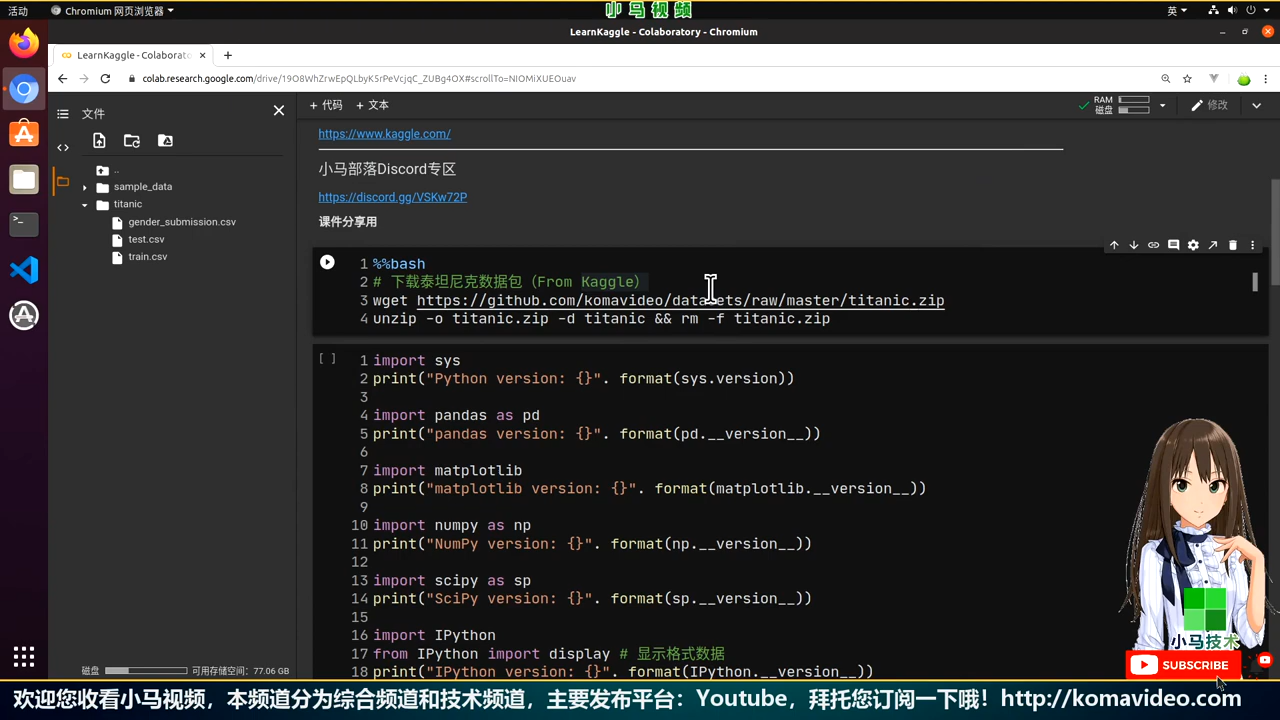 活动
Chromium 网页浏览器
小马视频
英
LearnKaggle - Colaboratory - Chromium
LearnKaggle - Colaborato
colab.research.google.com/drive/19O8WhZrwEpQLbyK5rPeVcjqC_ZUBg4OX#scrollTo=NIOMiXUEOuav
文件
+ 代码 + 文本
RAM
磁盘
修改
..
sample_data
titanic
gender_submission.csv
test.csv
train.csv
https://www.kaggle.com/
小马部落Discord专区
https://discord.gg/VSKw72P
课件分享用
1 %%bash
2 # 下载泰坦尼克数据包（From Kaggle）
3 wget https://github.com/komavideo/datasets/raw/master/titanic.zip
4 unzip -o titanic.zip -d titanic && rm -f titanic.zip
[ ]
1 import sys
2 print("Python version: {}". format(sys.version))
3
4 import pandas as pd
5 print("pandas version: {}". format(pd.__version__))
6
7 import matplotlib
8 print("matplotlib version: {}". format(matplotlib.__version__))
9
10 import numpy as np
11 print("NumPy version: {}". format(np.__version__))
12
13 import scipy as sp
14 print("SciPy version: {}". format(sp.__version__))
15
16 import IPython
17 from IPython import display # 显示格式数据
18 print("IPython version: {}". format(IPython.__version__))
磁盘
可用存储空间：77.06 GB
小马技术
SUBSCRIBE
欢迎您收看小马视频，本频道分为综合频道和技术频道，主要发布平台：Youtube，拜托您订阅一下哦！http://komavideo.com